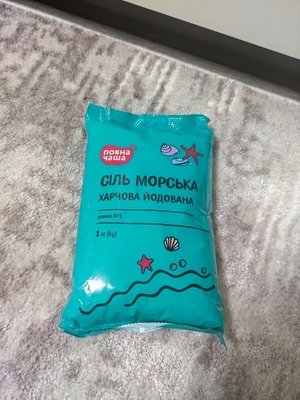 ПОВНА
ЧАША
СІЛЬ МОРСЬКА
ХАРЧОВА ЙОДОВАНА
помел №1
1 кг (kg)